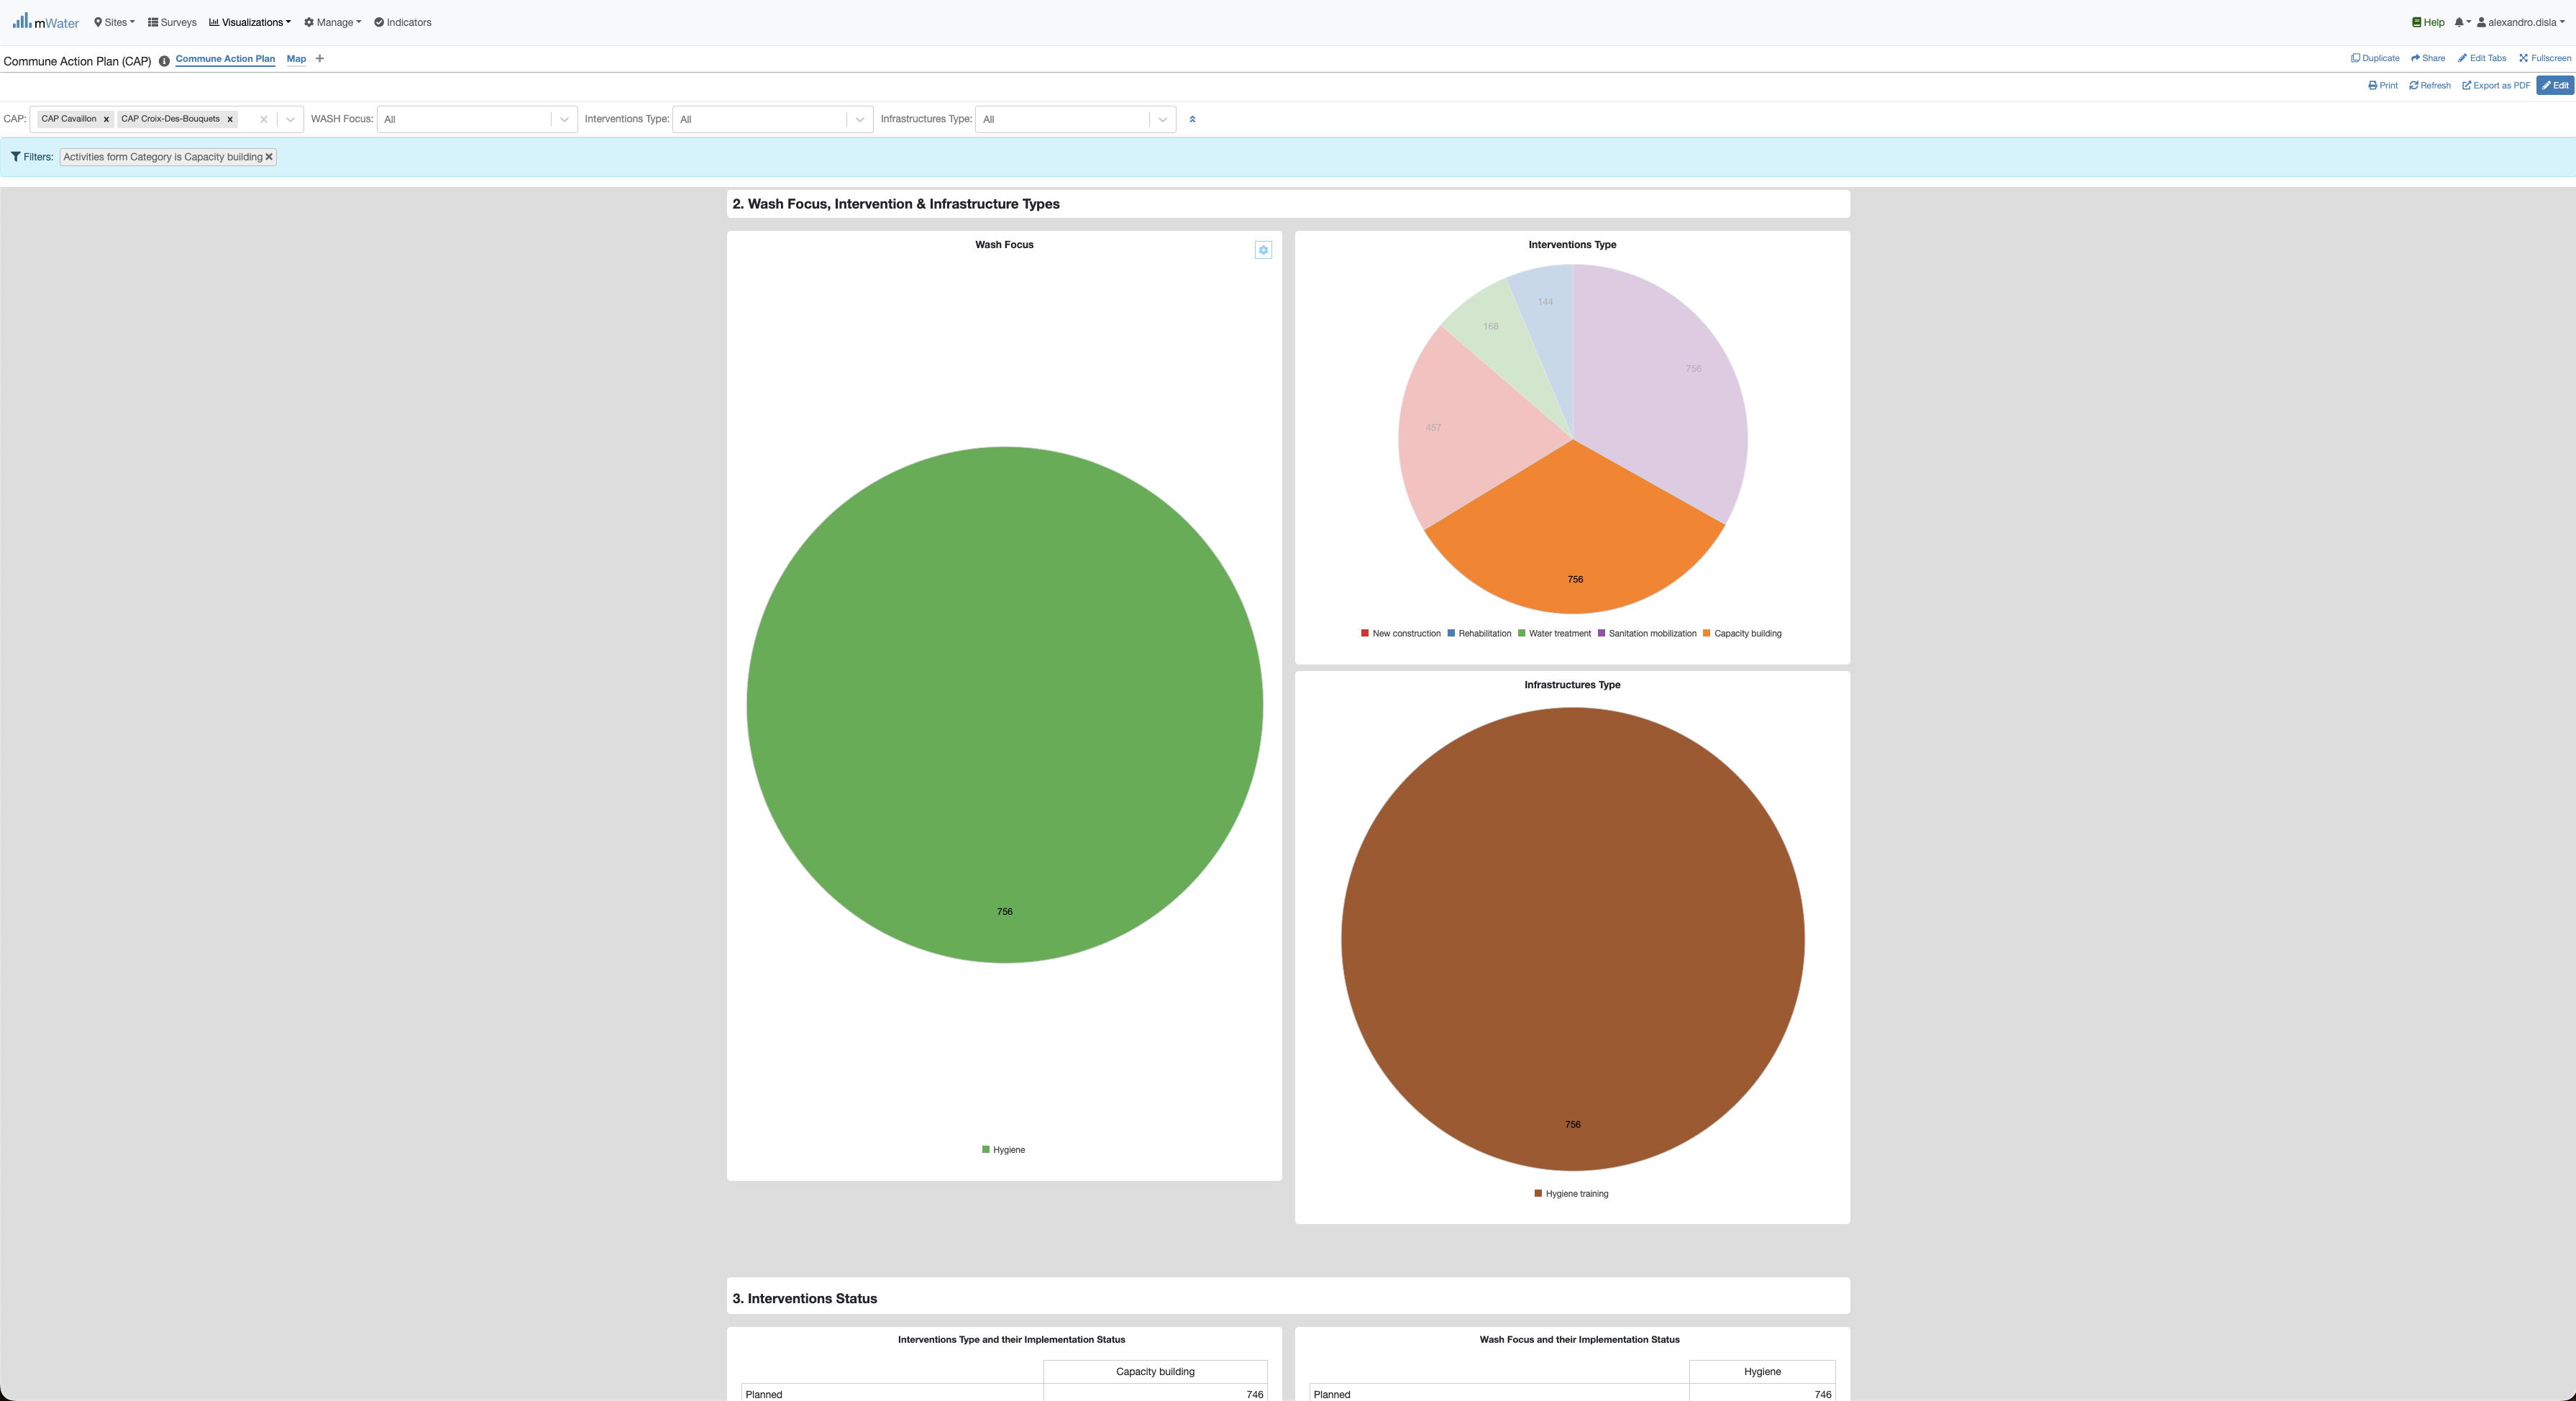 mWater Sites Surveys Visualizations Manage Indicators Help alexandro.disla
Commune Action Plan (CAP) Commune Action Plan Map + Duplicate Share Edit Tabs Fullscreen
Print Refresh Export as PDF Edit
CAP: CAP Cavaillon x CAP Croix-Des-Bouquets x WASH Focus: All Interventions Type: All Infrastructures Type: All
Filters: Activities form Category is Capacity building
2. Wash Focus, Intervention & Infrastructure Types
Wash Focus
756
Hygiene
Interventions Type
144
168
756
457
756
New construction Rehabilitation Water treatment Sanitation mobilization Capacity building
Infrastructures Type
756
Hygiene training
3. Interventions Status
Interventions Type and their Implementation Status
Capacity building
Planned 746
Wash Focus and their Implementation Status
Hygiene
Planned 746